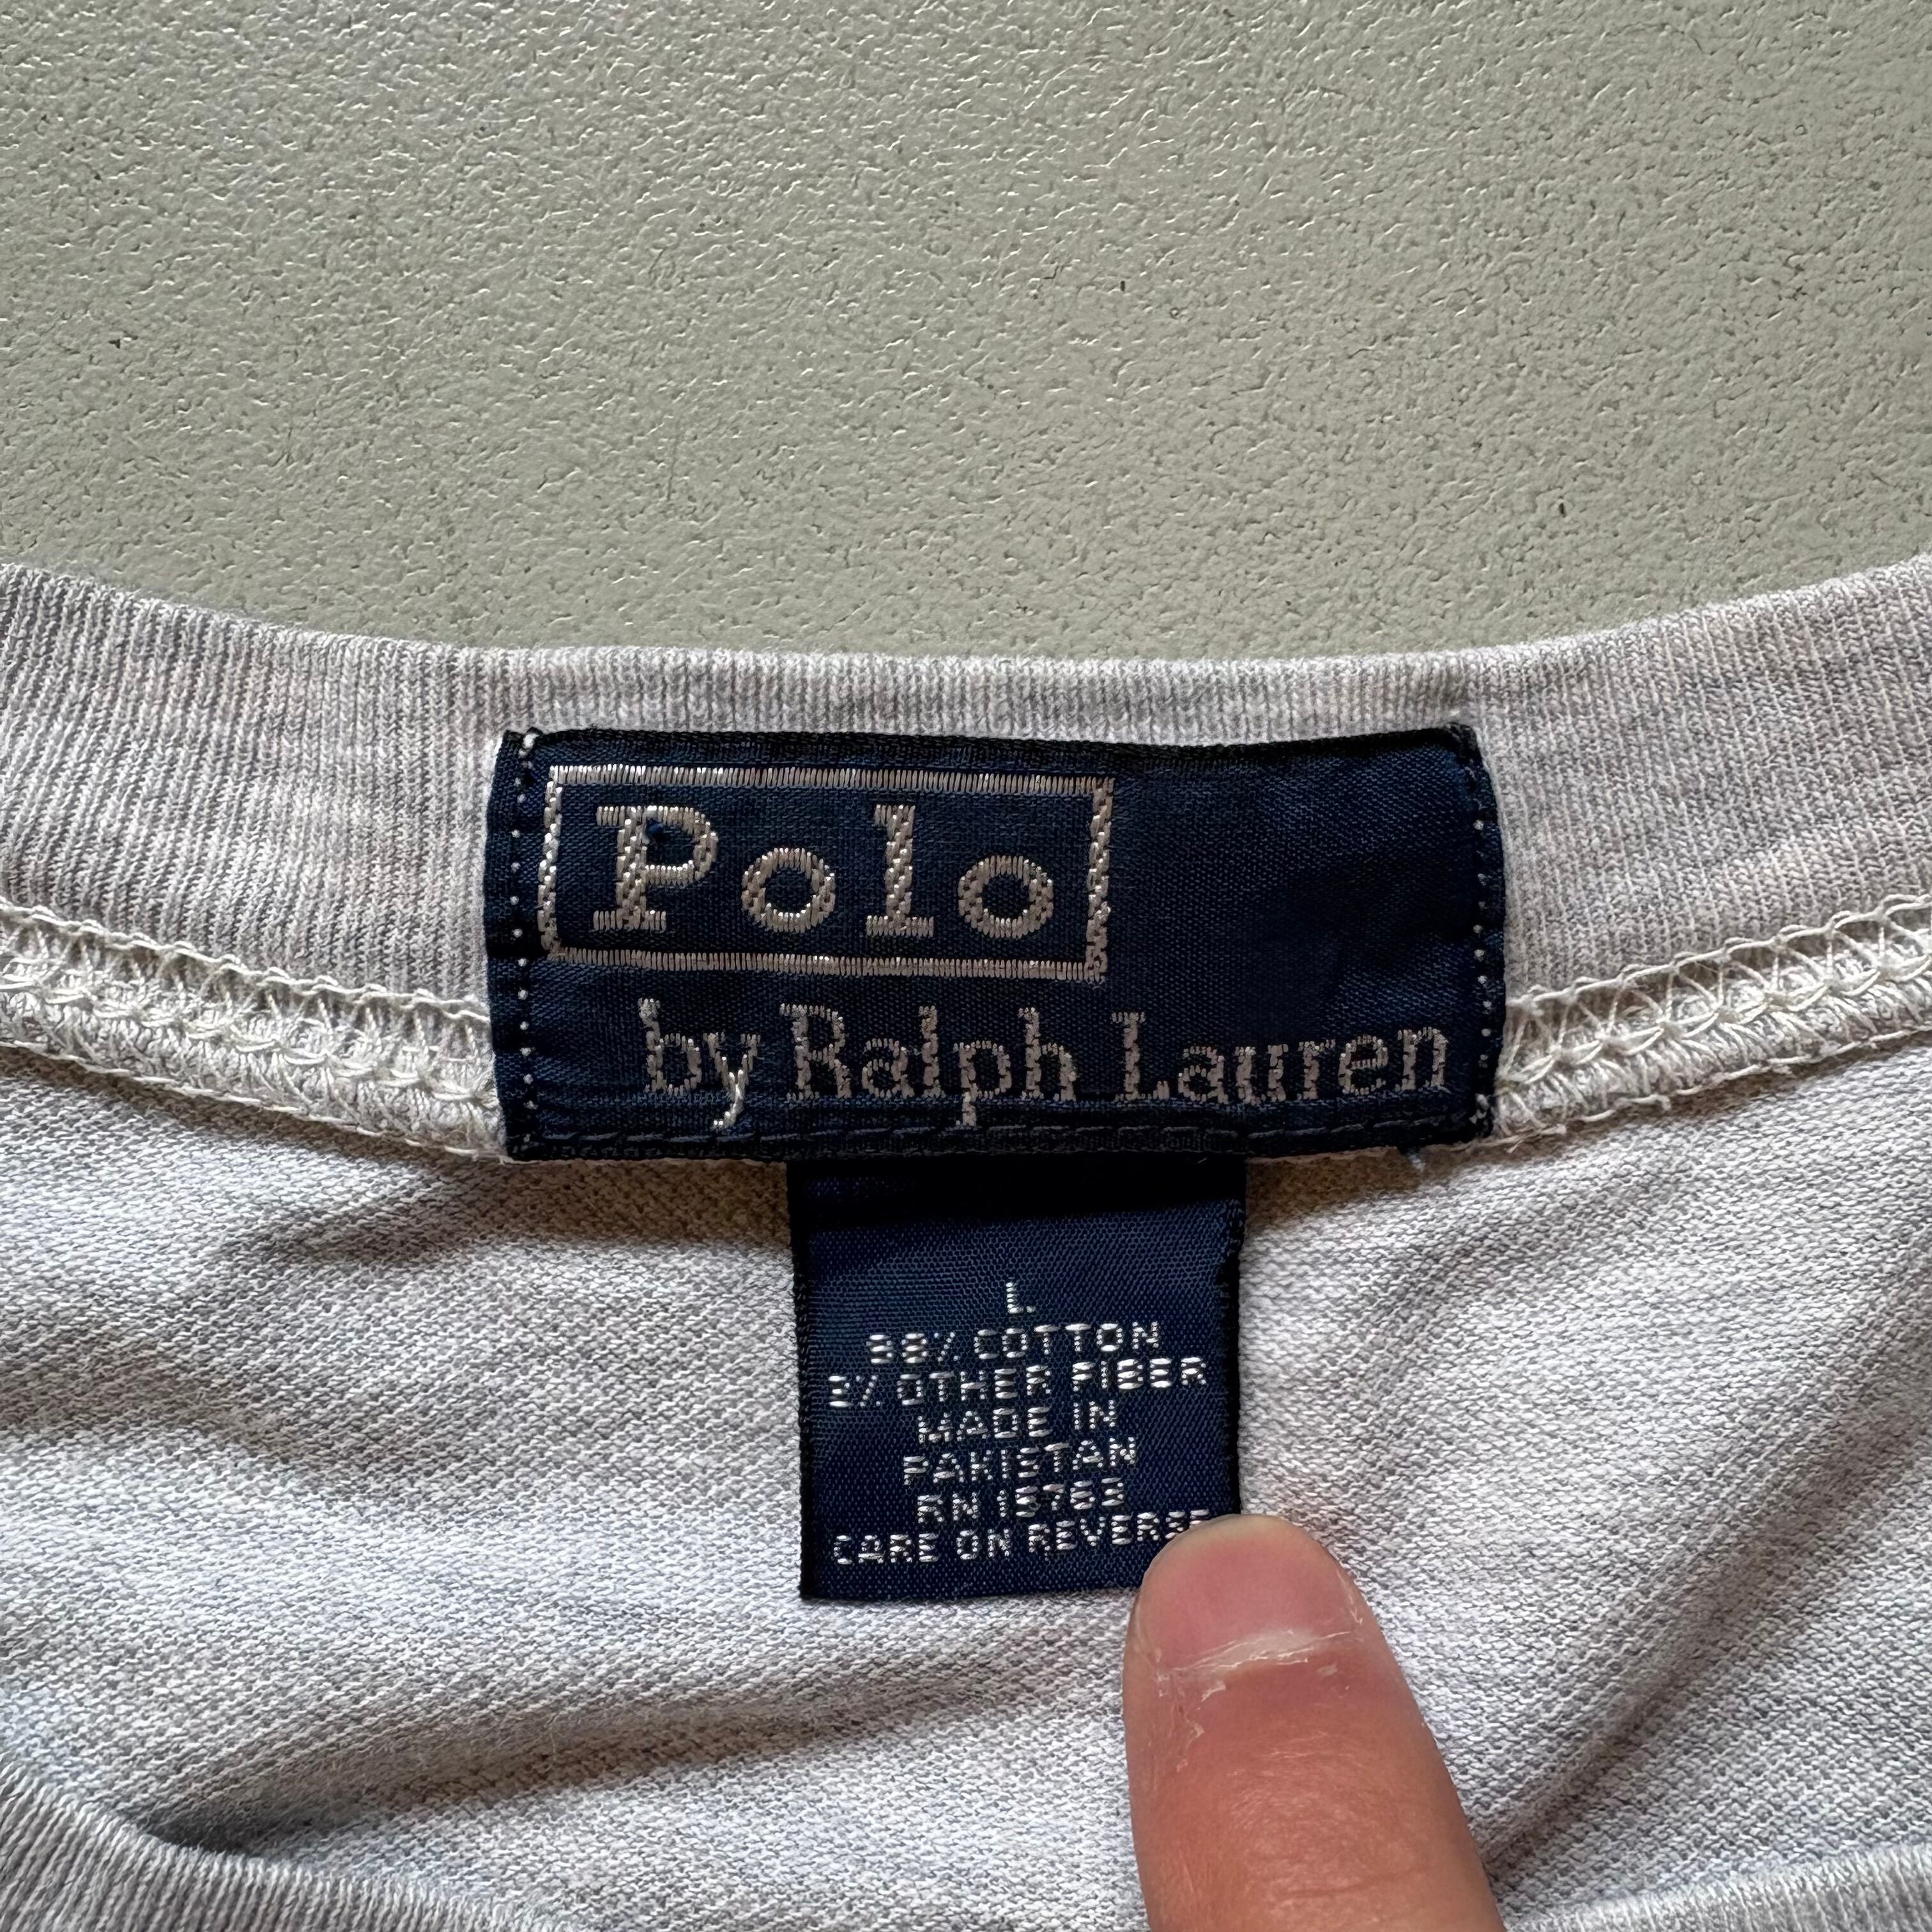 Polo
by Ralph Lauren
L
98% COTTON
2% OTHER FIBER
MADE IN
PAKISTAN
RN 15763
CARE ON REVERSE